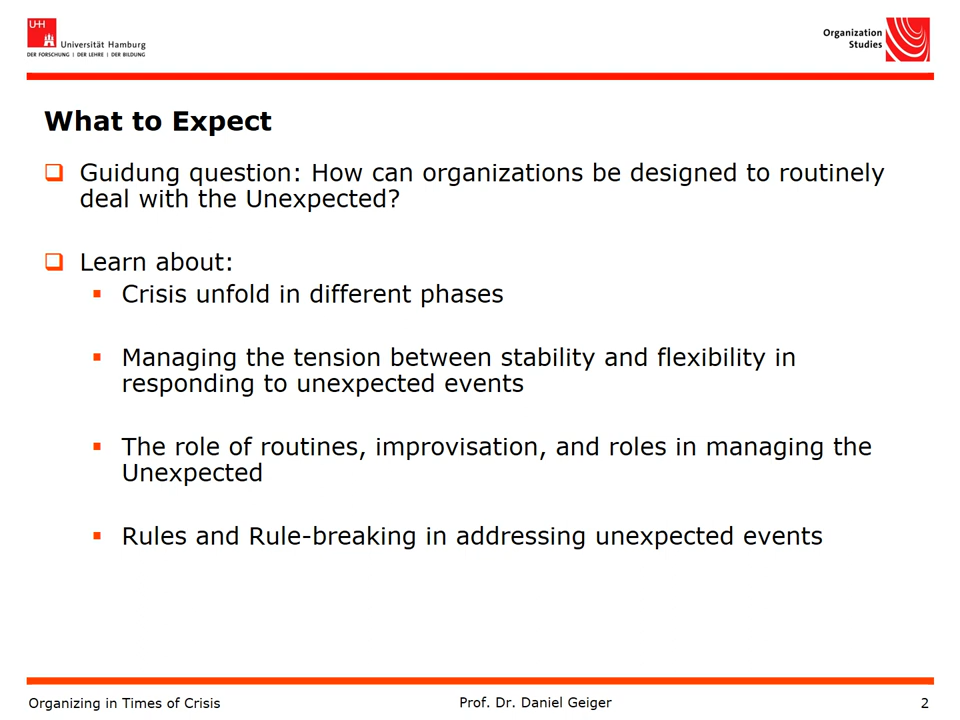 UHH
Universität Hamburg
DER FORSCHUNG | DER LEHRE | DER BILDUNG
Organization
Studies
What to Expect
Guidung question: How can organizations be designed to routinely
deal with the Unexpected?
Learn about:
Crisis unfold in different phases
Managing the tension between stability and flexibility in
responding to unexpected events
The role of routines, improvisation, and roles in managing the
Unexpected
Rules and Rule-breaking in addressing unexpected events
Organizing in Times of Crisis
Prof. Dr. Daniel Geiger
2